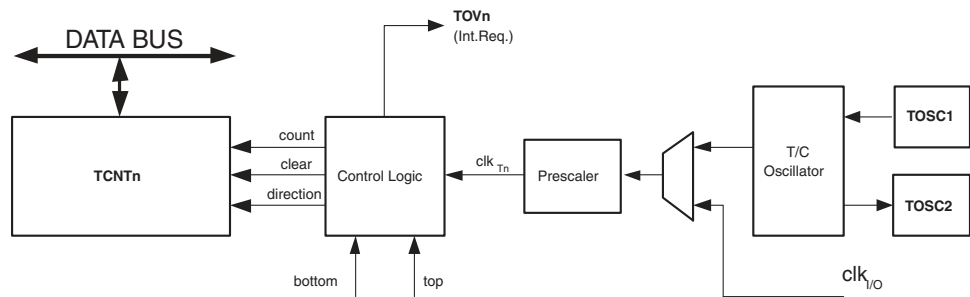 TOVn
(Int.Req.)
DATA BUS
TOSC1
count
clear
direction
TCNTn
Control Logic
clk Tn
Prescaler
T/C
Oscillator
TOSC2
bottom
top
clk I/O